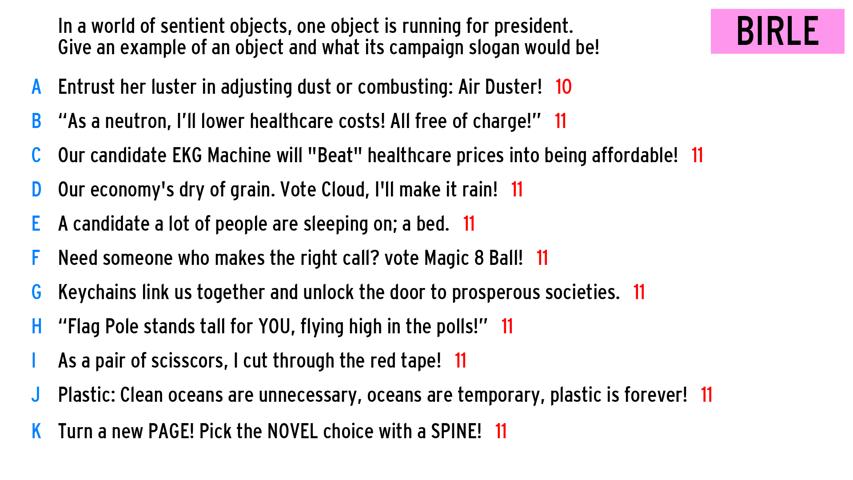 In a world of sentient objects, one object is running for president.
Give an example of an object and what its campaign slogan would be!
BIRLE
A Entrust her luster in adjusting dust or combusting: Air Duster! 10
B “As a neutron, I’ll lower healthcare costs! All free of charge!” 11
C Our candidate EKG Machine will "Beat" healthcare prices into being affordable! 11
D Our economy's dry of grain. Vote Cloud, I'll make it rain! 11
E A candidate a lot of people are sleeping on; a bed. 11
F Need someone who makes the right call? vote Magic 8 Ball! 11
G Keychains link us together and unlock the door to prosperous societies. 11
H “Flag Pole stands tall for YOU, flying high in the polls!” 11
I As a pair of scisscors, I cut through the red tape! 11
J Plastic: Clean oceans are unnecessary, oceans are temporary, plastic is forever! 11
K Turn a new PAGE! Pick the NOVEL choice with a SPINE! 11